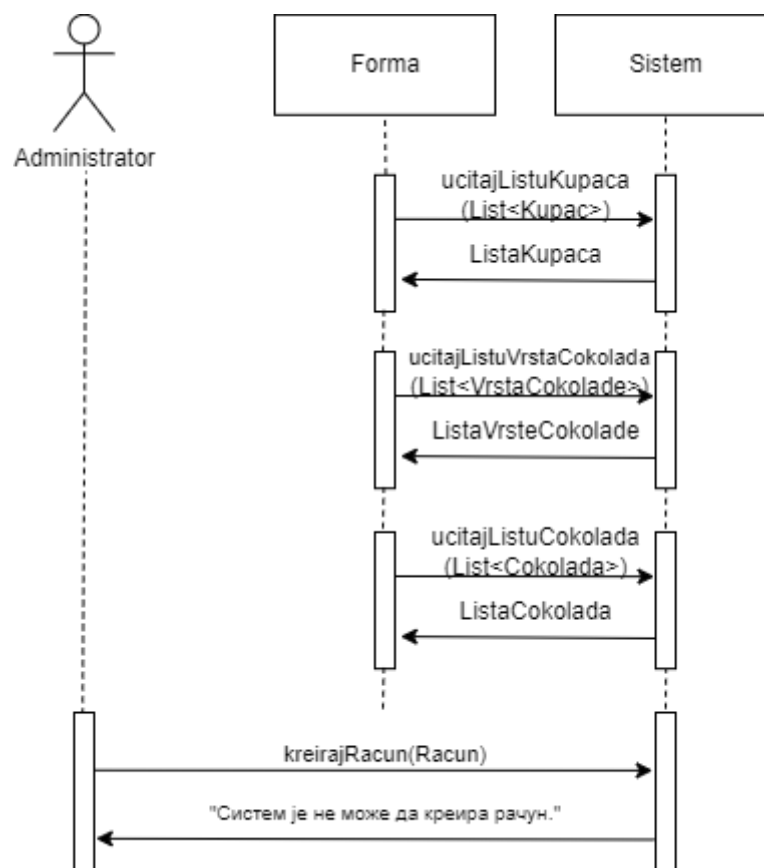 Forma
Sistem
Administrator
ucitajListuKupaca
(List<Kupac>)
ListaKupaca
ucitajListuVrstaCokolada
(List<VrstaCokolade>)
ListaVrsteCokolade
ucitajListuCokolada
(List<Cokolada>)
ListaCokolada
kreirajRacun(Racun)
"Систем је не може да креира рачун."